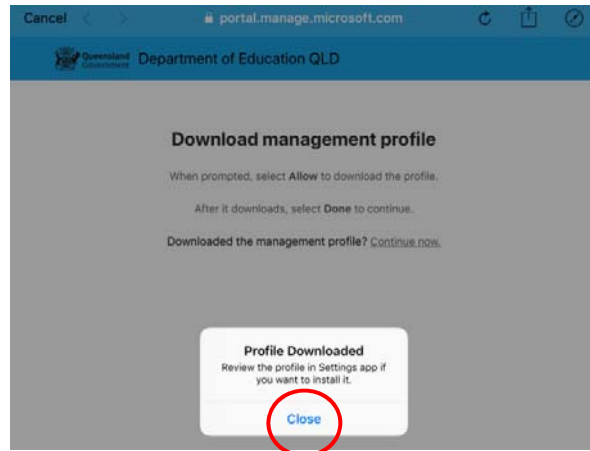 Cancel portal.manage.microsoft.com
Queensland
Government
Department of Education QLD
Download management profile
When prompted, select Allow to download the profile.
After it downloads, select Done to continue.
Downloaded the management profile? Continue now.
Profile Downloaded
Review the profile in Settings app if
you want to install it.
Close